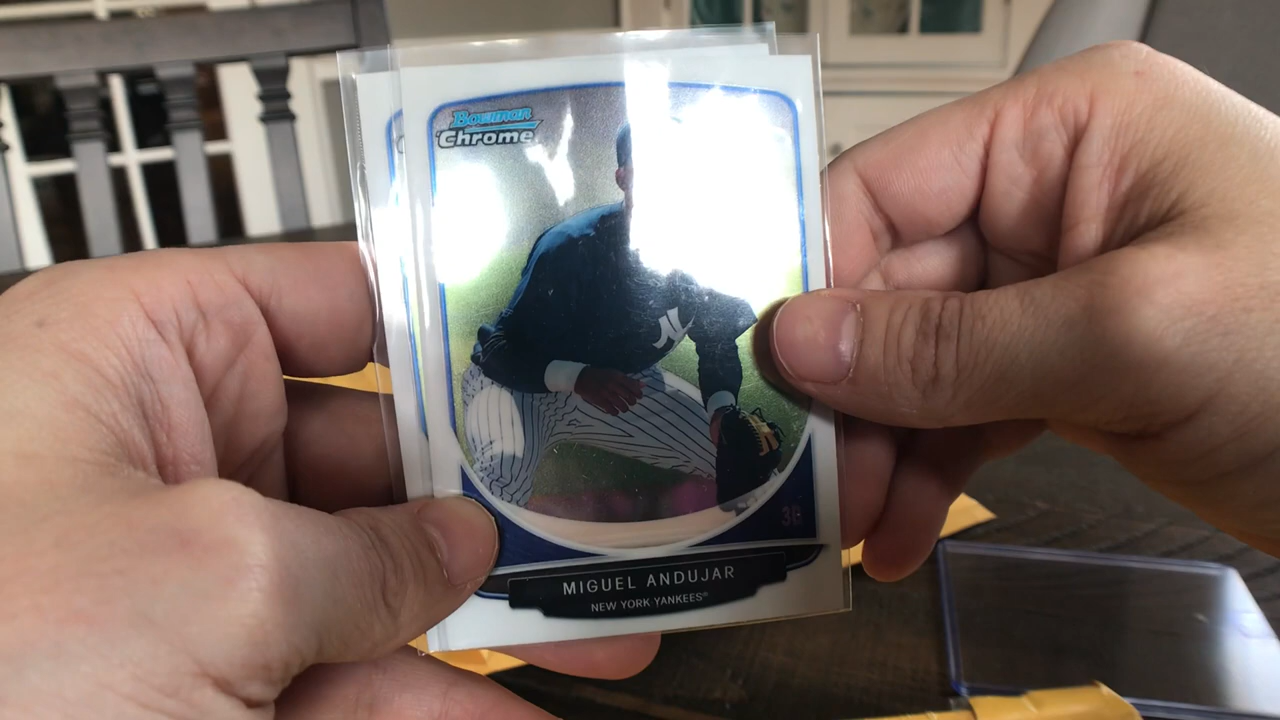 Bowman
Chrome
3B
MIGUEL ANDUJAR
NEW YORK YANKEES®